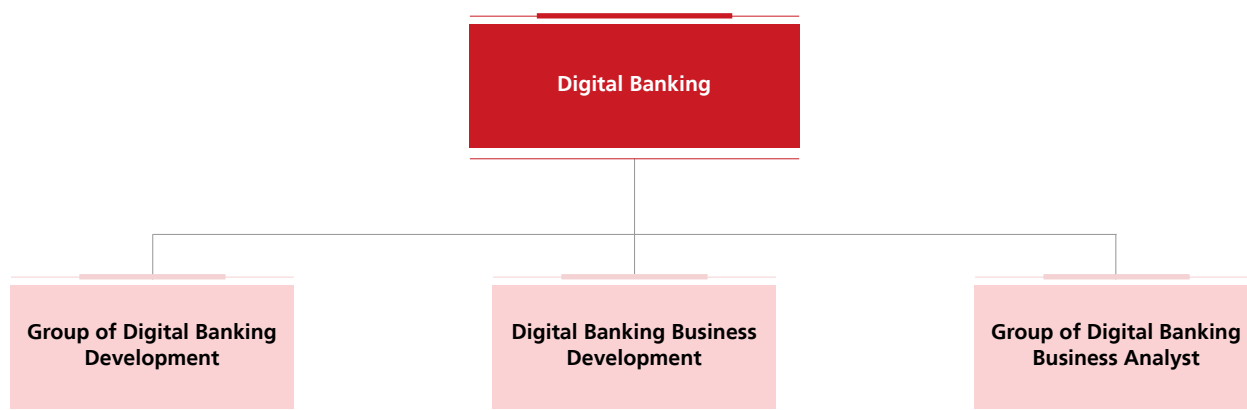 Digital Banking
Group of Digital Banking
Development
Digital Banking Business
Development
Group of Digital Banking
Business Analyst